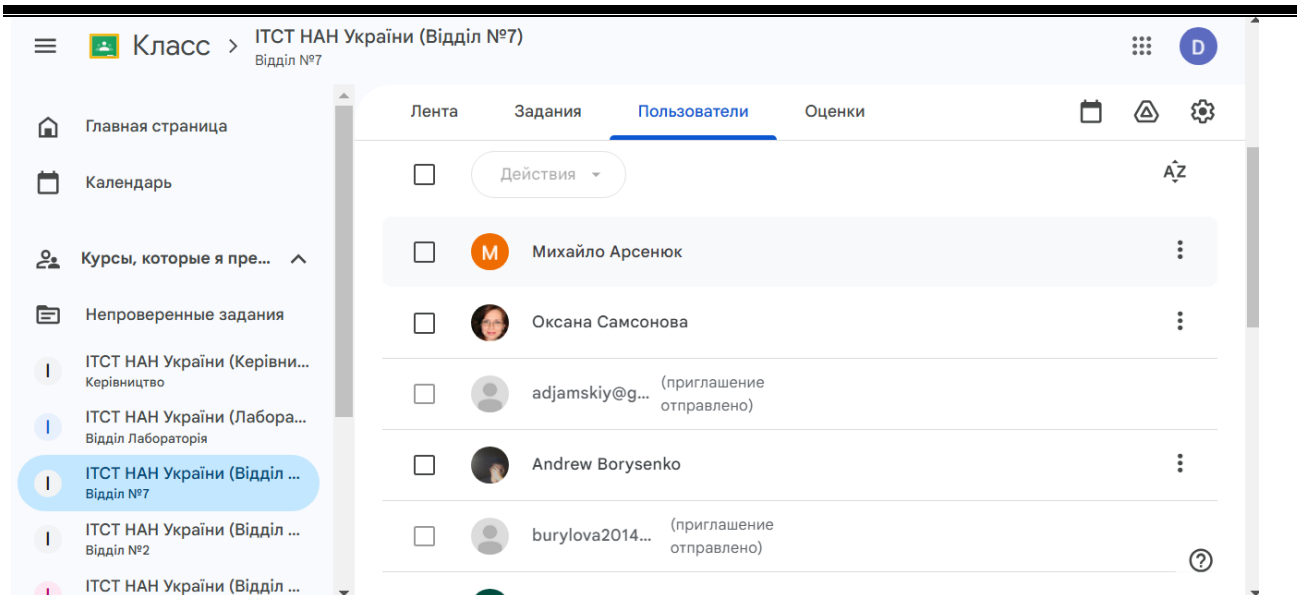 Класс
ІТСТ НАН України (Відділ №7)
Відділ №7
D
Главная страница
Календарь
Курсы, которые я пре...
Непроверенные задания
І
ІТСТ НАН України (Керівни...
Керівництво
І
ІТСТ НАН України (Лабора...
Відділ Лабораторія
І
ІТСТ НАН України (Відділ ...
Відділ №7
І
ІТСТ НАН України (Відділ ...
Відділ №2
І
ІТСТ НАН України (Відділ ...
Лента Задания Пользователи Оценки
Действия
AZ
М
Михайло Арсенюк
Оксана Самсонова
adjamskiy@g...
(приглашение
отправлено)
Andrew Borysenko
burylova2014...
(приглашение
отправлено)